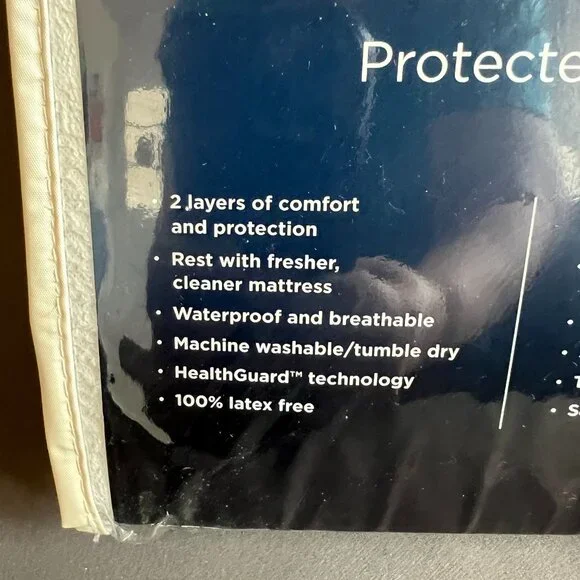 • 2 layers of comfort
and protection
• Rest with fresher,
cleaner mattress
• Waterproof and breathable
• Machine washable/tumble dry
• HealthGuard™ technology
• 100% latex free